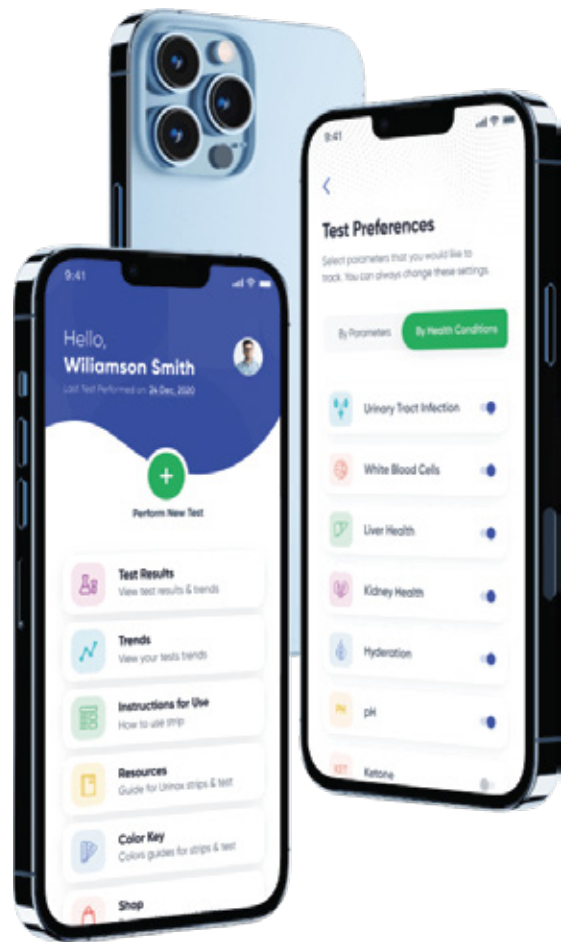 9:41
Hello,
Wiliamson Smith
Last Test Performed on 24 Dec, 2020
Perform New Test
Test Results
View test results & trends
Trends
View your tests trends
Instructions for Use
How to use strip
Resources
Guide for Urinox strips & test
Color Key
Colors guides for strips & test
Shop
9:41
Test Preferences
Select parameters that you would like to
track. You can always change these settings.
By Parameters
By Health Conditions
Urinary Tract Infection
White Blood Cells
Liver Health
Kidney Health
Hyderation
PH
pH
KET
Ketone